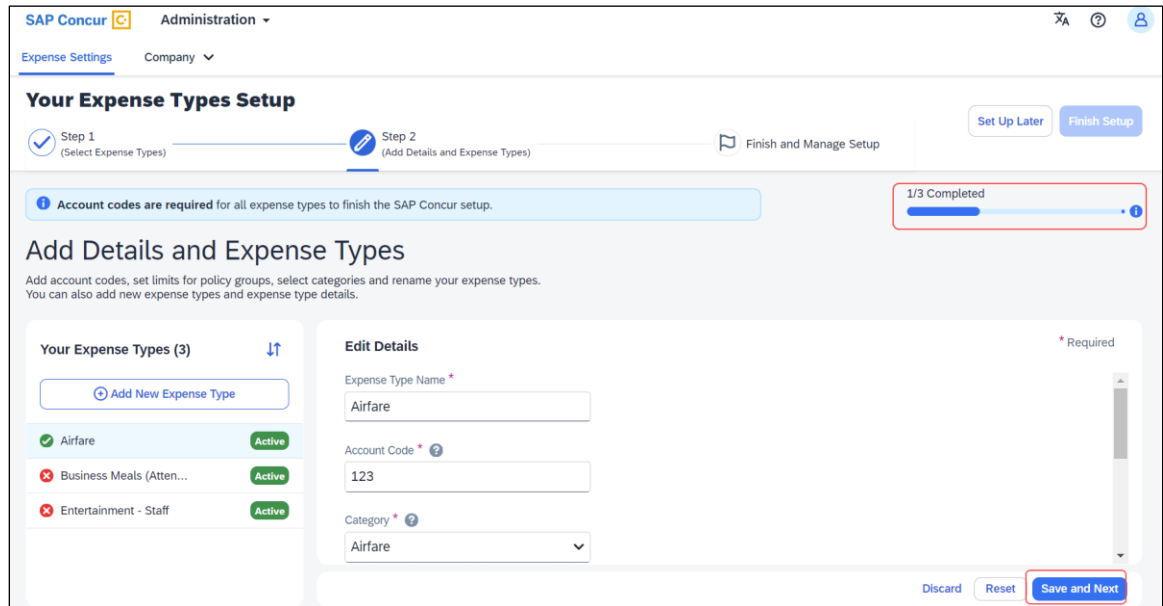 SAP Concur C Administration
Expense Settings Company
Your Expense Types Setup
Step 1
(Select Expense Types)
Step 2
(Add Details and Expense Types)
Finish and Manage Setup
Set Up Later
Finish Setup
Account codes are required for all expense types to finish the SAP Concur setup.
1/3 Completed
Add Details and Expense Types
Add account codes, set limits for policy groups, select categories and rename your expense types.
You can also add new expense types and expense type details.
Your Expense Types (3)
Add New Expense Type
Airfare Active
Business Meals (Atten... Active
Entertainment - Staff Active
Edit Details
* Required
Expense Type Name *
Airfare
Account Code *
123
Category *
Airfare
Discard Reset Save and Next